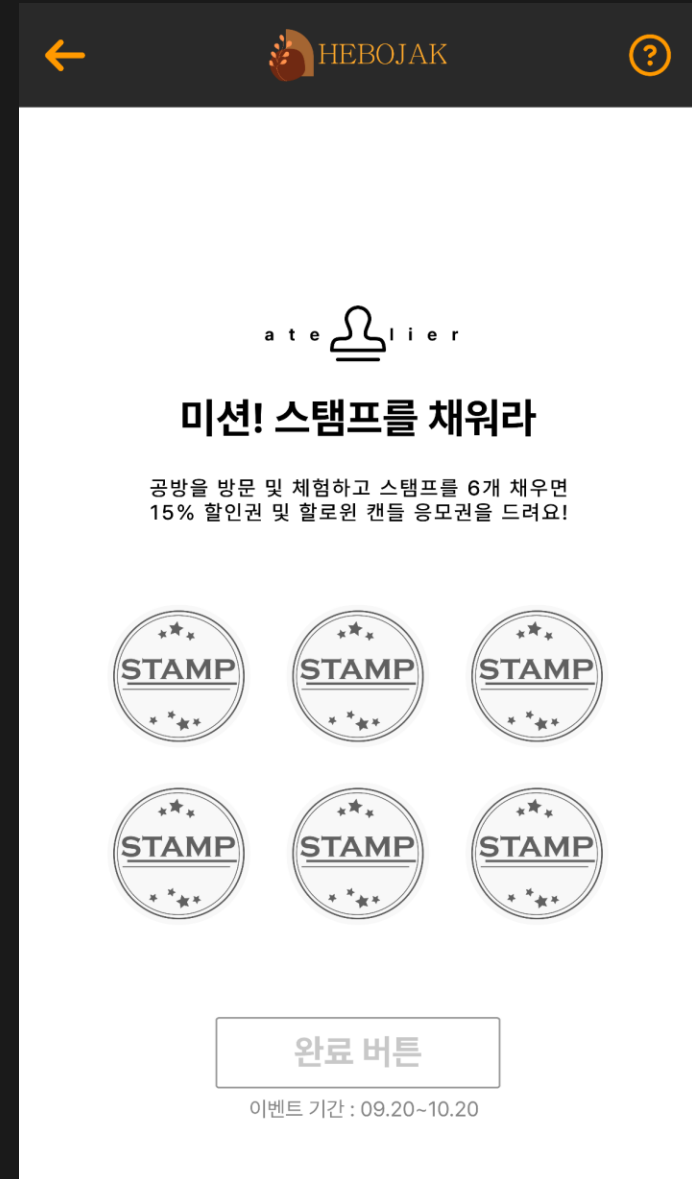 HEBOJAK
?
ate lier
미션! 스탬프를 채워라
공방을 방문 및 체험하고 스탬프를 6개 채우면
15% 할인권 및 할로윈 캔들 응모권을 드려요!
STAMP STAMP STAMP
STAMP STAMP STAMP
완료 버튼
이벤트 기간 : 09.20~10.20